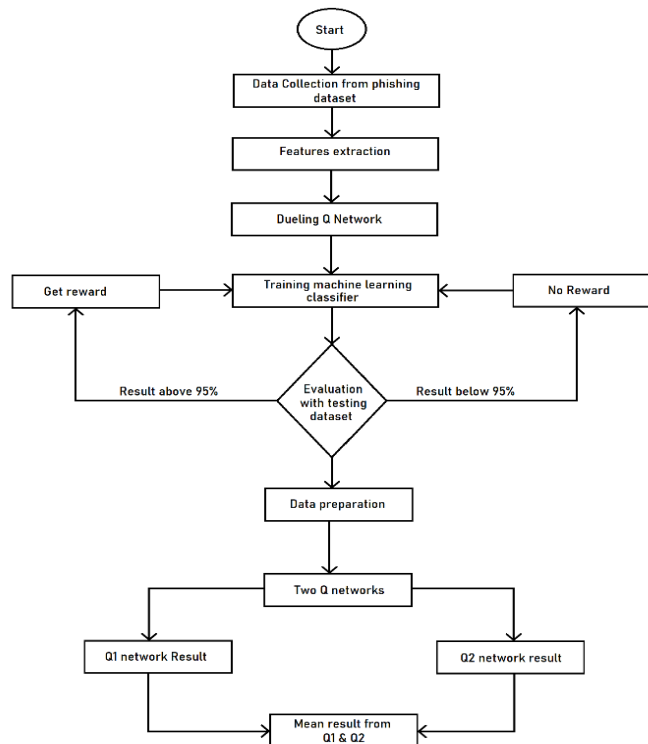 Start
Data Collection from phishing
dataset
Features extraction
Dueling Q Network
Get reward
Training machine learning
classifier
No Reward
Result above 95%
Evaluation
with testing
dataset
Result below 95%
Data preparation
Two Q networks
Q1 network Result
Q2 network result
Mean result from
Q1 & Q2